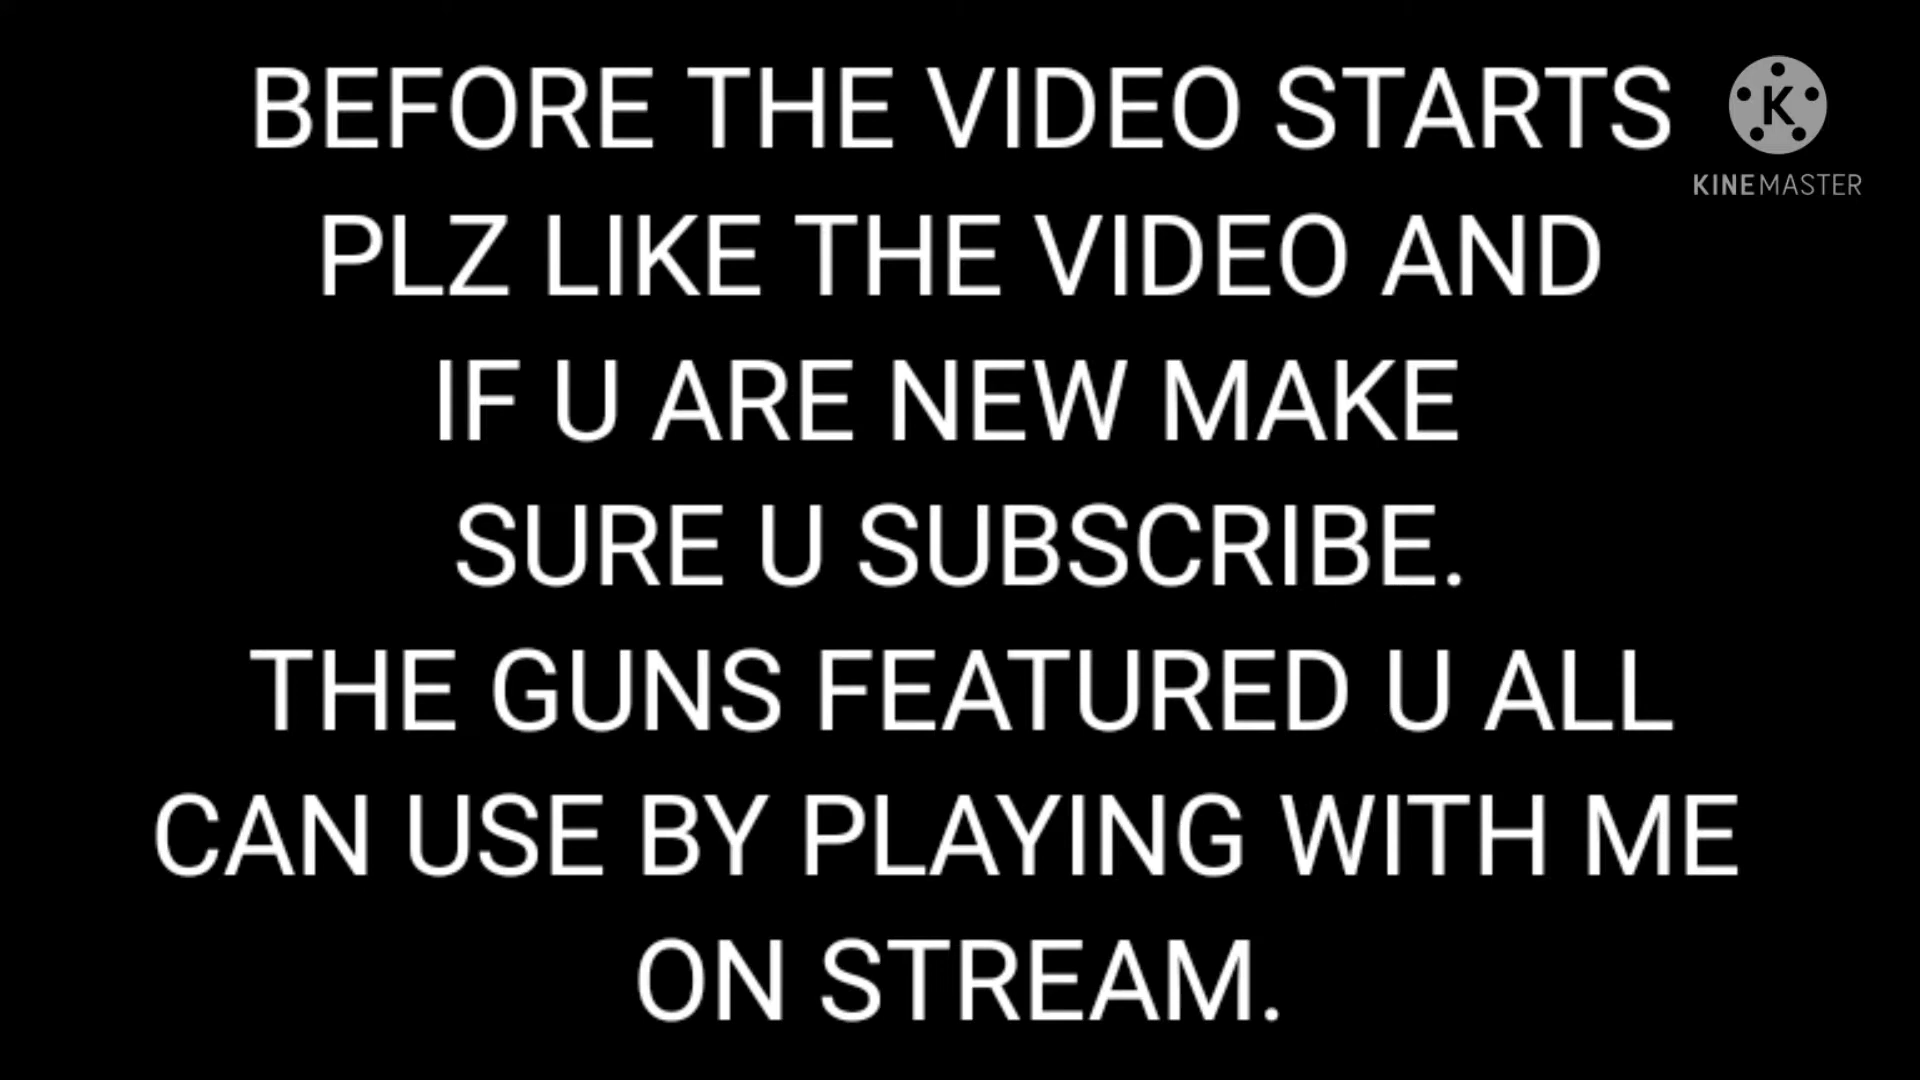 BEFORE THE VIDEO STARTS
PLZ LIKE THE VIDEO AND
IF U ARE NEW MAKE
SURE U SUBSCRIBE.
THE GUNS FEATURED U ALL
CAN USE BY PLAYING WITH ME
ON STREAM.
K
KINEMASTER